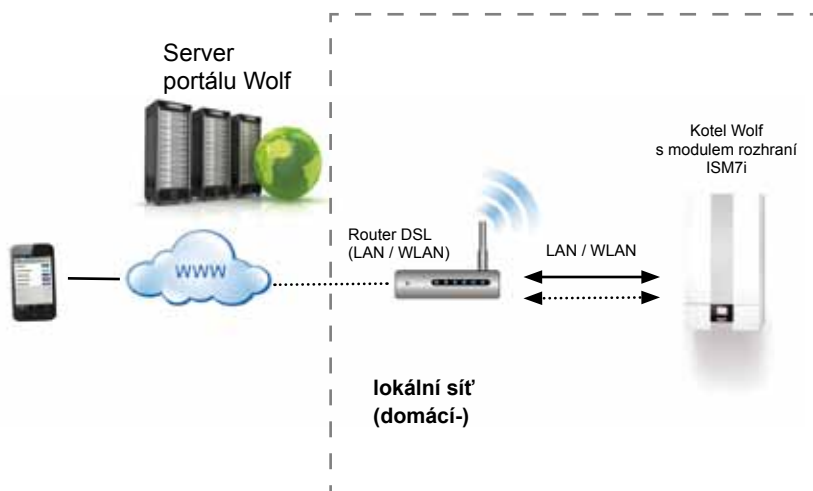 Server
portálu Wolf
Kotel Wolf
s modulem rozhraní
ISM7i
Router DSL
(LAN / WLAN)
LAN / WLAN
www
lokální síť
(domácí-)